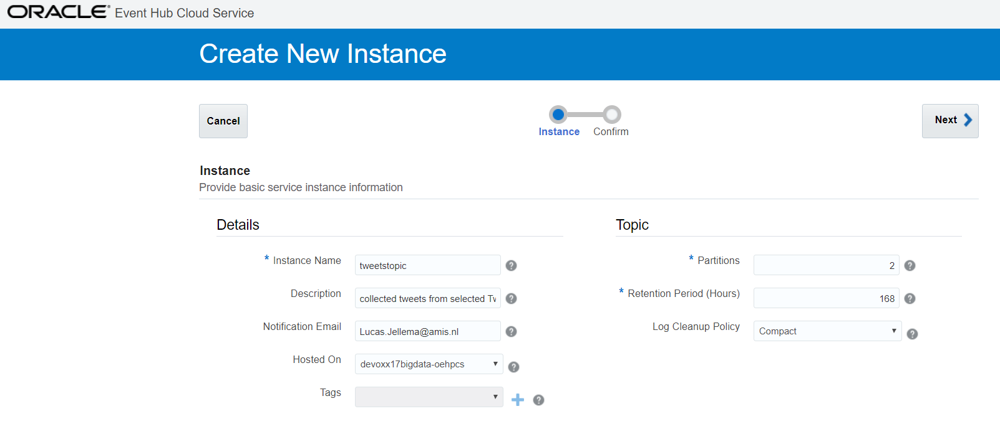 ORACLE Event Hub Cloud Service
Create New Instance
Cancel
Instance
Confirm
Next
Instance
Provide basic service instance information
Details
* Instance Name
tweetstopic
Description
collected tweets from selected Tw
Notification Email
Lucas.Jellema@amis.nl
Hosted On
devoxx17bigdata-oehpcs
Tags
Topic
* Partitions
2
* Retention Period (Hours)
168
Log Cleanup Policy
Compact